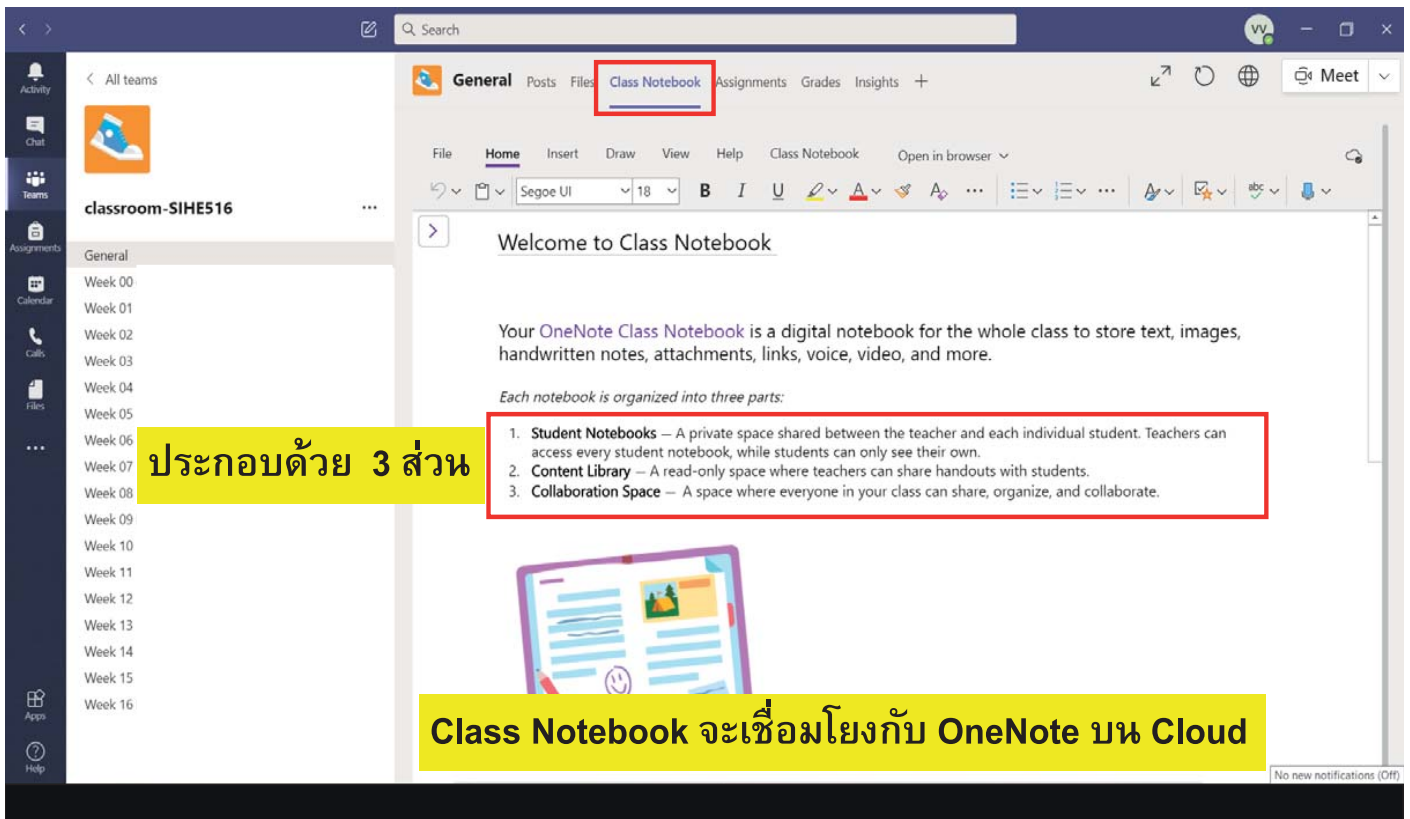 Search
VV
Activity
Chat
Teams
Assignments
Calendar
Calls
Files
Apps
Help
All teams
classroom-SIHE516
General
Week 00
Week 01
Week 02
Week 03
Week 04
Week 05
Week 06
Week 07
Week 08
Week 09
Week 10
Week 11
Week 12
Week 13
Week 14
Week 15
Week 16
General Posts Files Class Notebook Assignments Grades Insights +
Meet
File Home Insert Draw View Help Class Notebook Open in browser
Segoe UI 18 B I U A A abc
Welcome to Class Notebook
Your OneNote Class Notebook is a digital notebook for the whole class to store text, images,
handwritten notes, attachments, links, voice, video, and more.
Each notebook is organized into three parts:
1. Student Notebooks — A private space shared between the teacher and each individual student. Teachers can
access every student notebook, while students can only see their own.
2. Content Library — A read-only space where teachers can share handouts with students.
3. Collaboration Space — A space where everyone in your class can share, organize, and collaborate.
ประกอบด้วย 3 ส่วน
Class Notebook จะเชื่อมโยงกับ OneNote บน Cloud
No new notifications (Off)